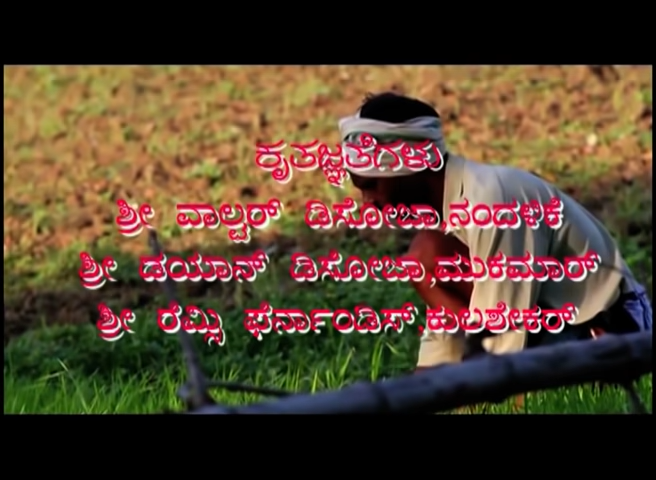 ಕೃತಜ್ಞತೆಗಳು
ಶ್ರೀ ವಾಲ್ಟರ್ ಡಿಸೋಜಾ,ನಂದಳಿಕೆ
ಶ್ರೀ ಡಯಾನ್ ಡಿಸೋಜಾ,ಮುಕಮಾರ್
ಶ್ರೀ ರೆಮ್ಸಿ ಫೆರ್ನಾಂಡಿಸ್,ಕುಲಶೇಕರ್